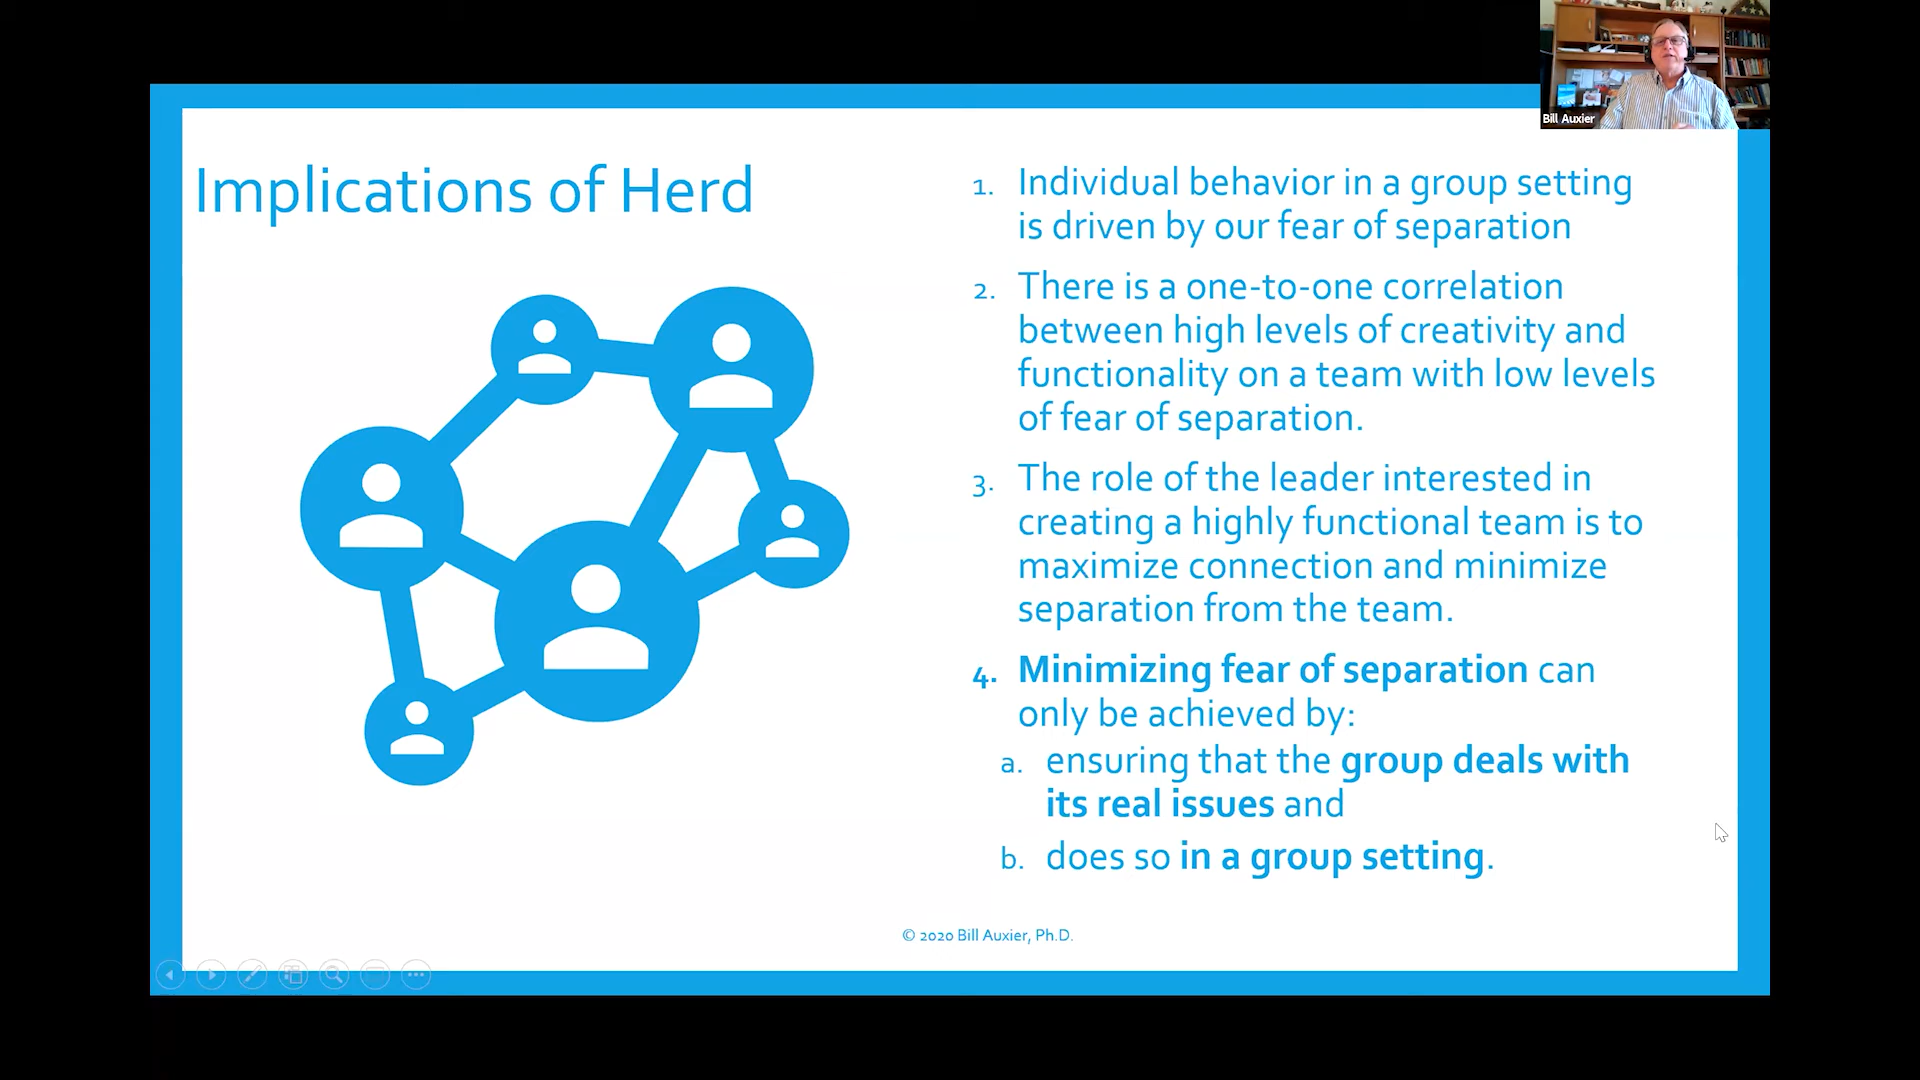 Bill Auxier
Implications of Herd
1. Individual behavior in a group setting
is driven by our fear of separation
2. There is a one-to-one correlation
between high levels of creativity and
functionality on a team with low levels
of fear of separation.
3. The role of the leader interested in
creating a highly functional team is to
maximize connection and minimize
separation from the team.
4. Minimizing fear of separation can
only be achieved by:
a. ensuring that the group deals with
its real issues and
b. does so in a group setting.
© 2020 Bill Auxier, Ph.D.